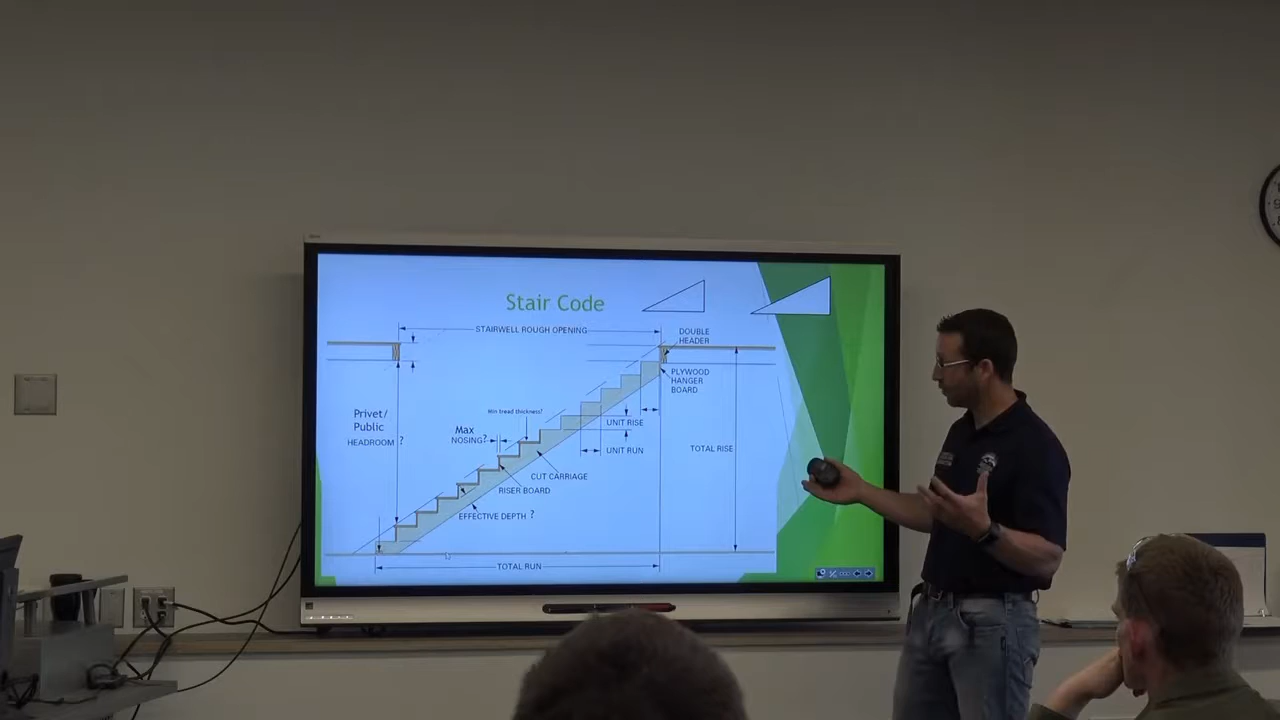 Stair Code
STAIRWELL ROUGH OPENING
DOUBLE
HEADER
PLYWOOD
HANGER
BOARD
Privet/
Public
HEADROOM ?
Min tread thickness?
Max
NOSING?
UNIT RISE
UNIT RUN
TOTAL RISE
CUT CARRIAGE
RISER BOARD
EFFECTIVE DEPTH ?
TOTAL RUN
9